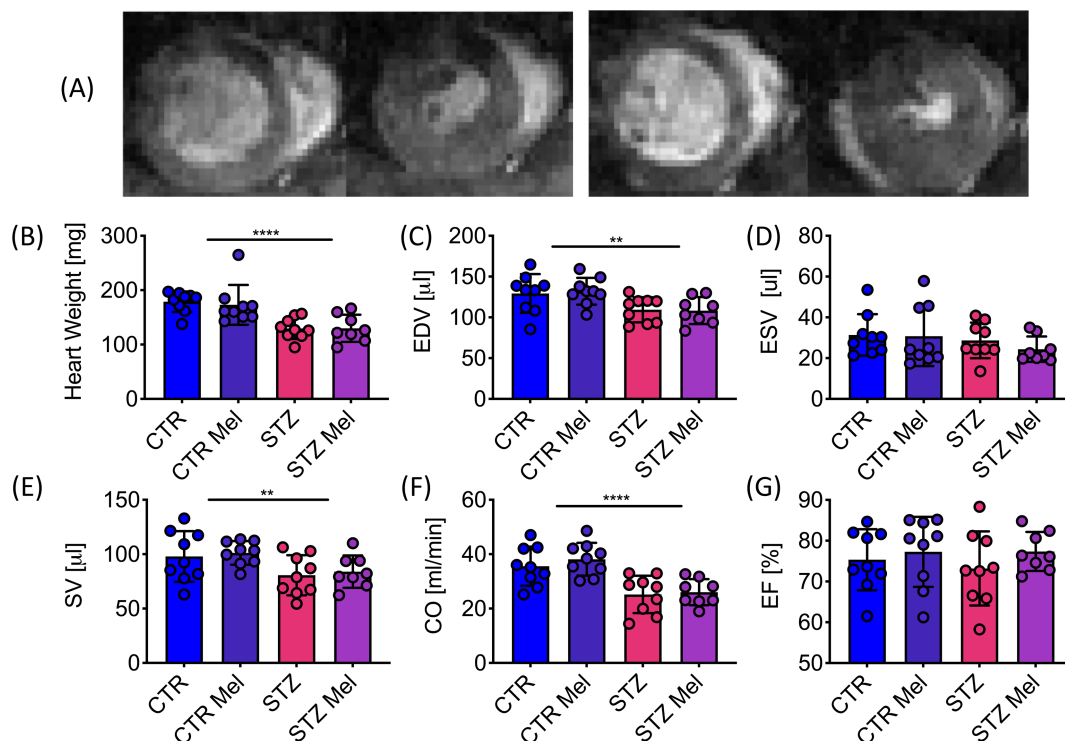 (A)
(B)
Heart Weight [mg]
300
200
100
0
****
CTR
CTR Mel
STZ
STZ Mel
(C)
EDV [µl]
200
150
100
50
0
**
CTR
CTR Mel
STZ
STZ Mel
(D)
ESV [µl]
80
60
40
20
0
CTR
CTR Mel
STZ
STZ Mel
(E)
SV [µl]
150
100
50
0
**
CTR
CTR Mel
STZ
STZ Mel
(F)
CO [ml/min]
60
40
20
0
****
CTR
CTR Mel
STZ
STZ Mel
(G)
EF [%]
90
80
70
60
50
CTR
CTR Mel
STZ
STZ Mel